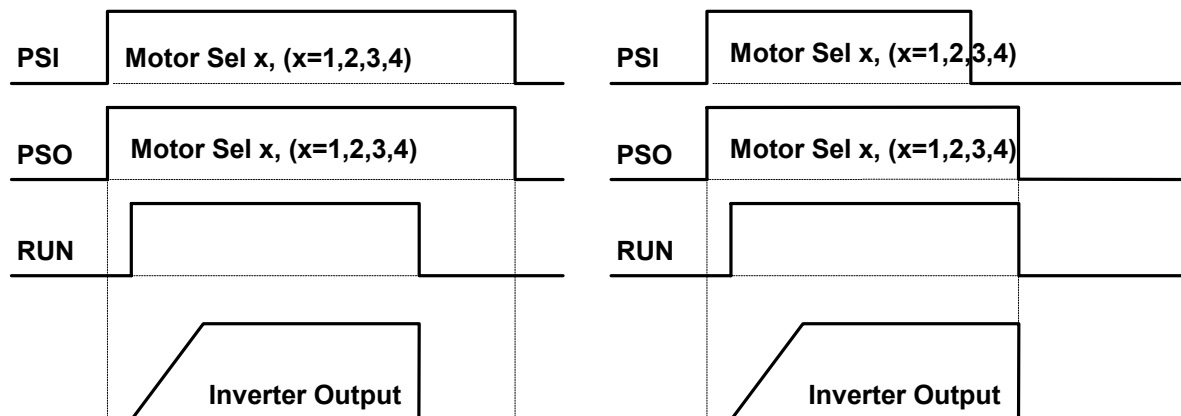 PSI Motor Sel x, (x=1,2,3,4)
PSO Motor Sel x, (x=1,2,3,4)
RUN
Inverter Output
PSI Motor Sel x, (x=1,2,3,4)
PSO Motor Sel x, (x=1,2,3,4)
RUN
Inverter Output